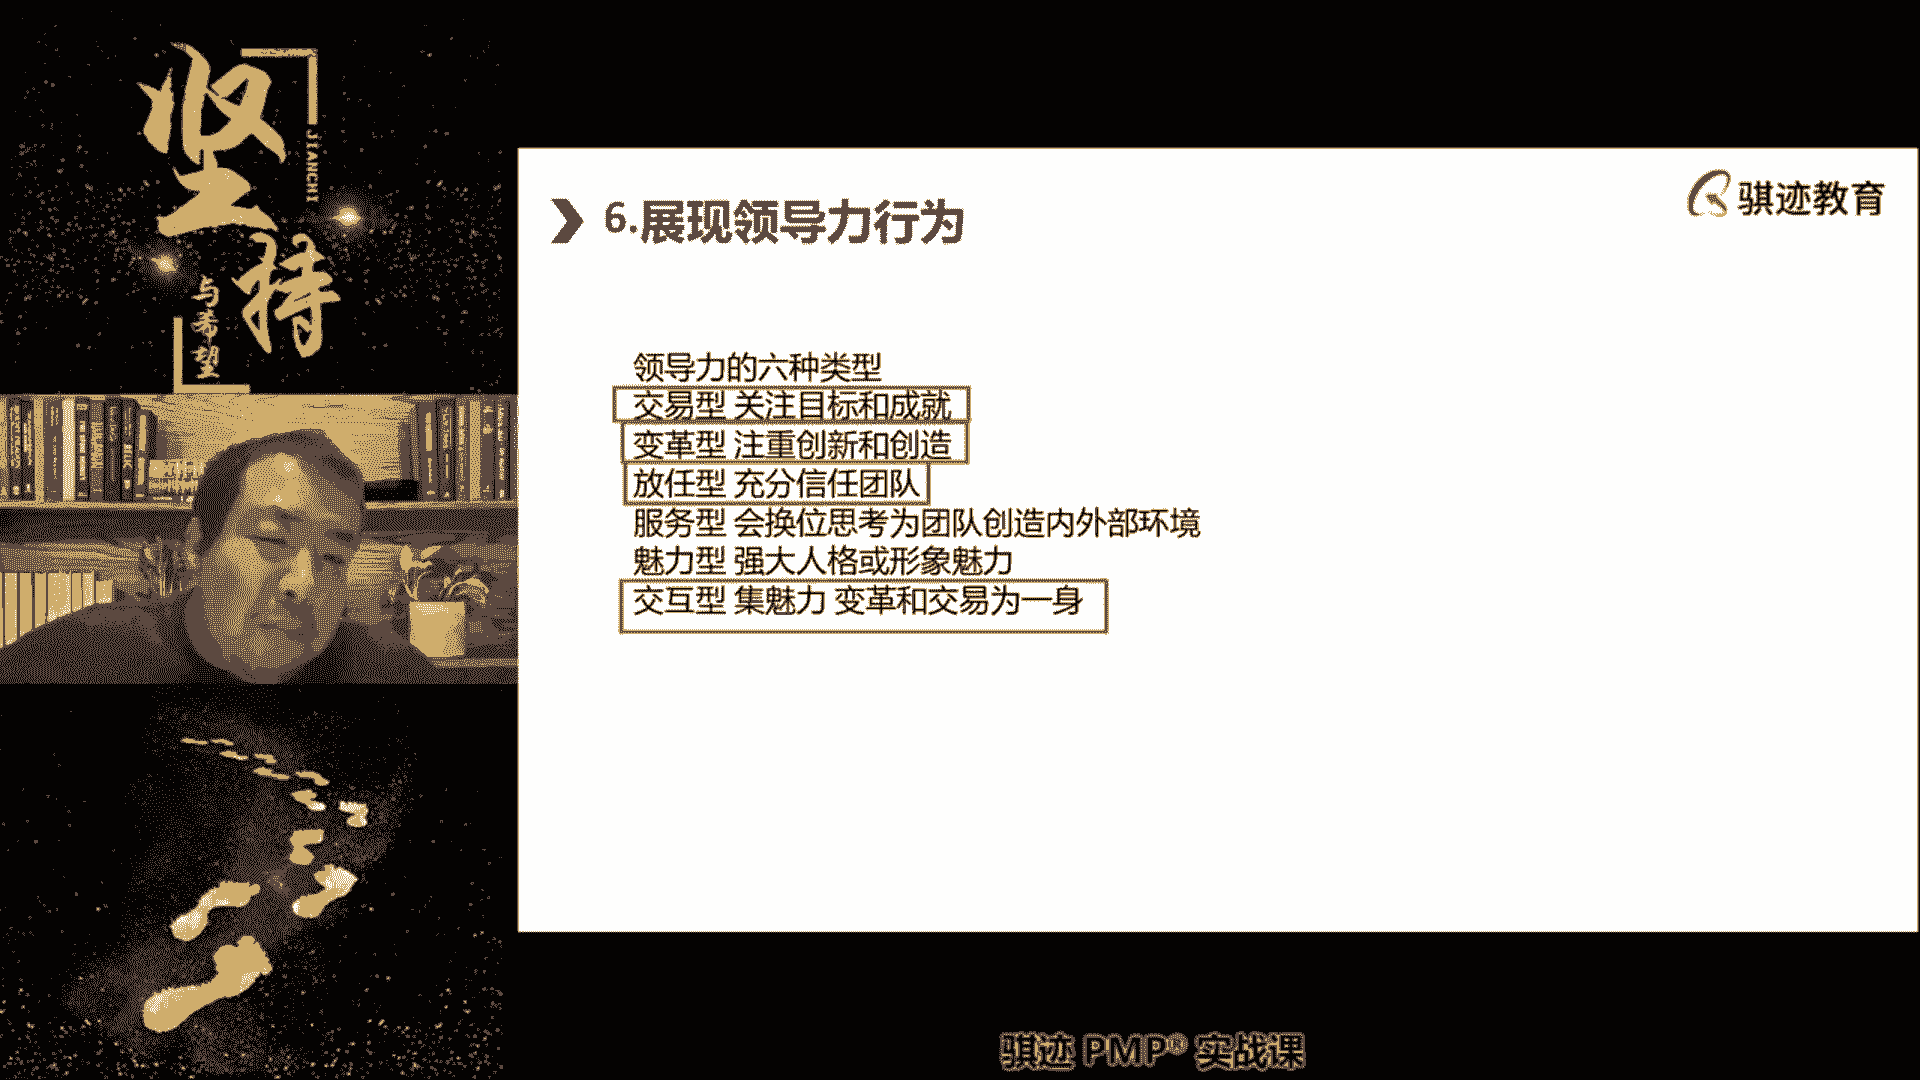 坚持
JIANCHI
与希望
骐迹教育
6.展现领导力行为
领导力的六种类型
交易型 关注目标和成就
变革型 注重创新和创造
放任型 充分信任团队
服务型 会换位思考为团队创造内外部环境
魅力型 强大人格或形象魅力
交互型 集魅力 变革和交易为一身
骐迹 PMP® 实战课